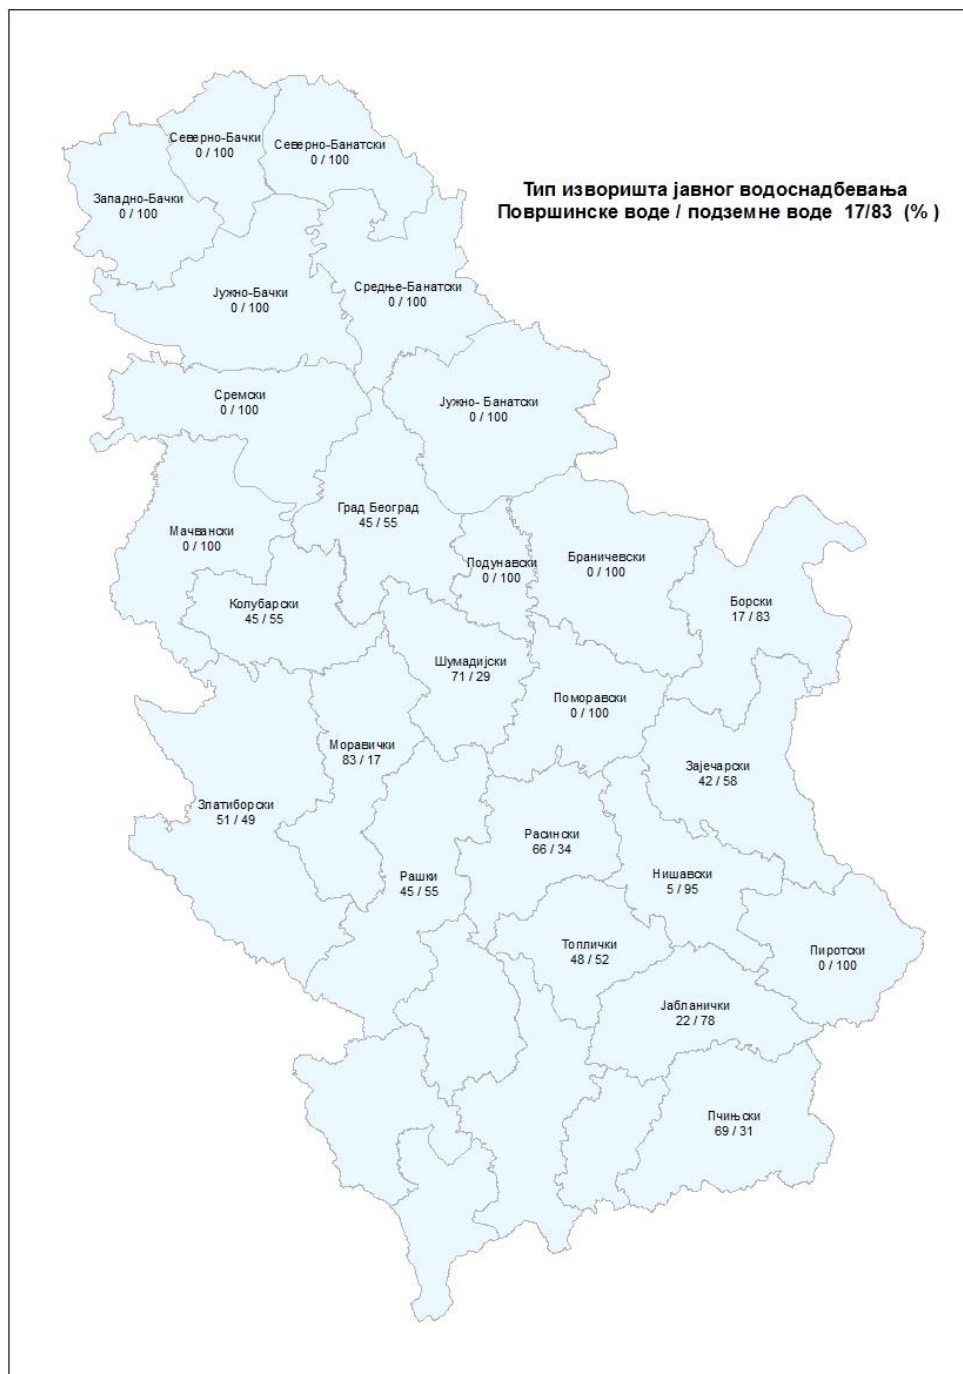 Северно-Бачки
0 / 100
Северно-Банатски
0 / 100
Тип изворишта јавног водоснадбевања
Површинске воде / подземне воде 17/83 (% )
Западно-Бачки
0 / 100
Јужно-Бачки
0 / 100
Средње-Банатски
0 / 100
Сремски
0 / 100
Јужно- Банатски
0 / 100
Град Београд
45 / 55
Мачвански
0 / 100
Подунавски
0 / 100
Браничевски
0 / 100
Колубарски
45 / 55
Борски
17 / 83
Шумадијски
71 / 29
Поморавски
0 / 100
Моравички
83 / 17
Зајечарски
42 / 58
Златиборски
51 / 49
Расински
66 / 34
Рашки
45 / 55
Нишавски
5 / 95
Топлички
48 / 52
Пиротски
0 / 100
Јабланички
22 / 78
Пчињски
69 / 31